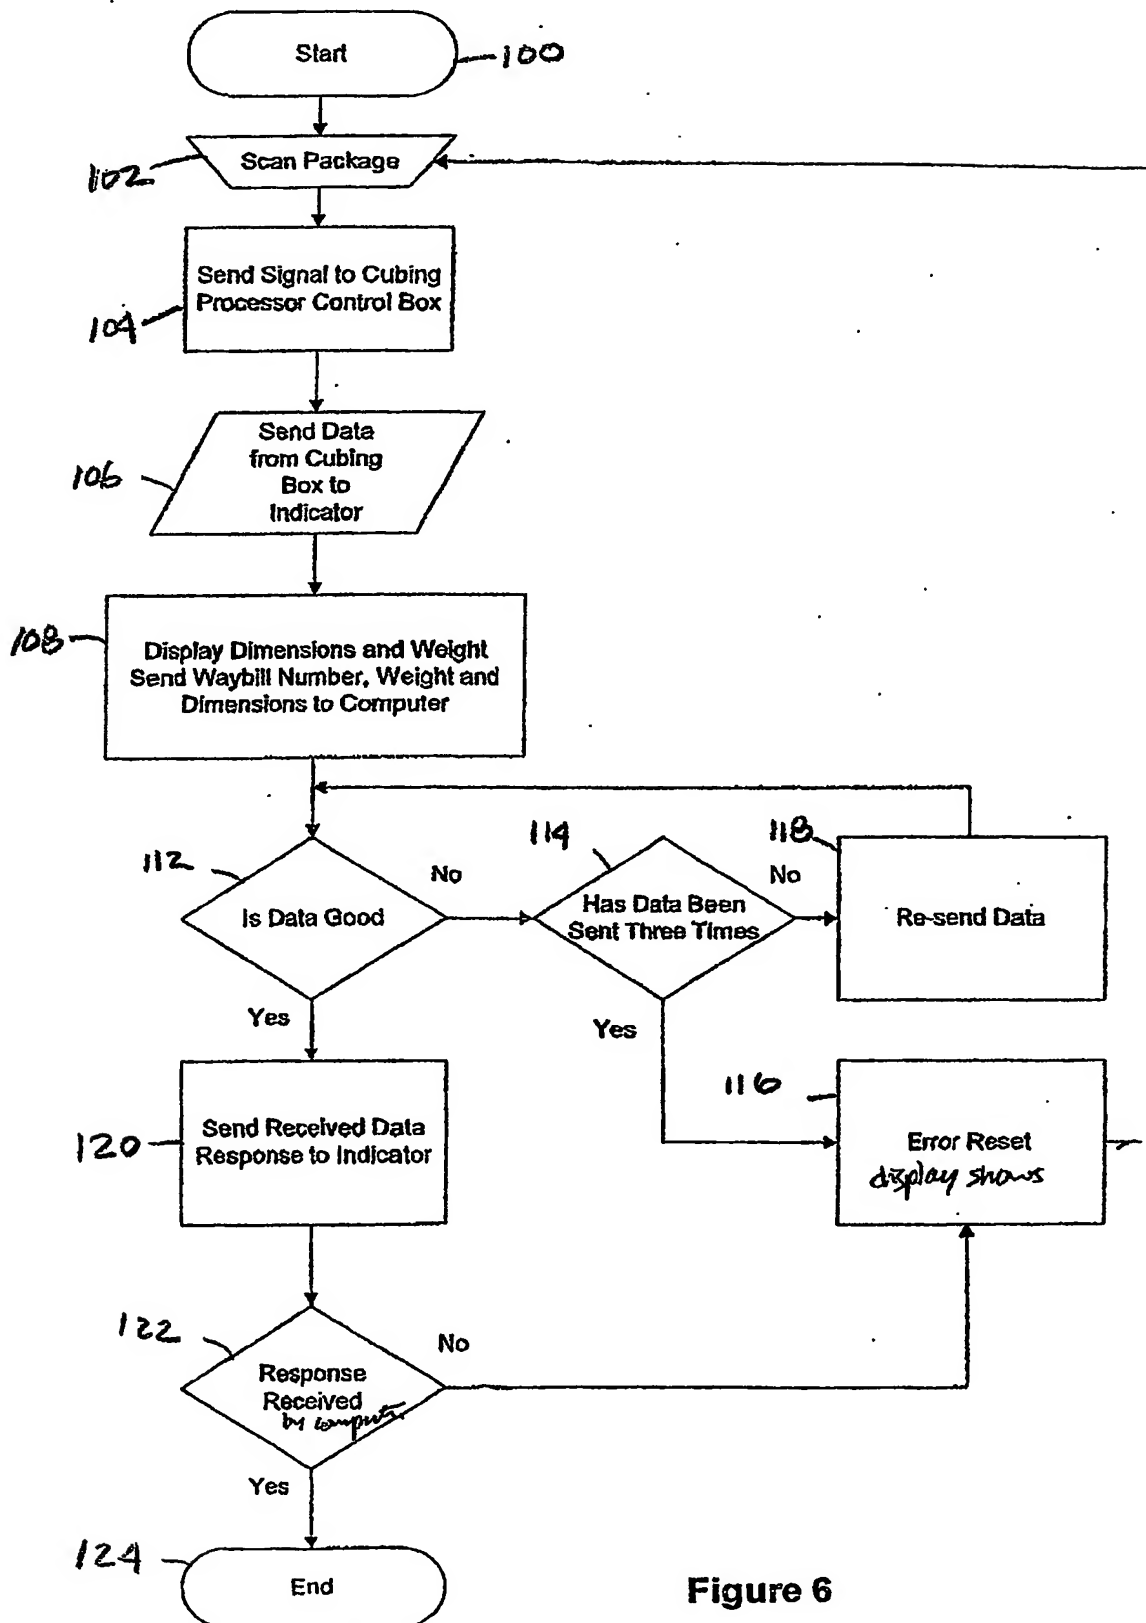 Start
100
102
Scan Package
Send Signal to Cubing
Processor Control Box
104
Send Data
from Cubing
Box to
Indicator
106
108
Display Dimensions and Weight
Send Waybill Number, Weight and
Dimensions to Computer
112
Is Data Good
No
114
Has Data Been
Sent Three Times
No
118
Re-send Data
Yes
Yes
116
Error Reset
display shows
120
Send Received Data
Response to Indicator
122
Response
Received
by computer
No
Yes
124
End
Figure 6